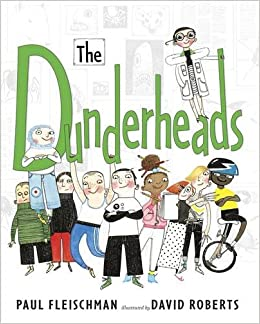 The
Dunderheads
PAUL FLEISCHMAN illustrated by DAVID ROBERTS